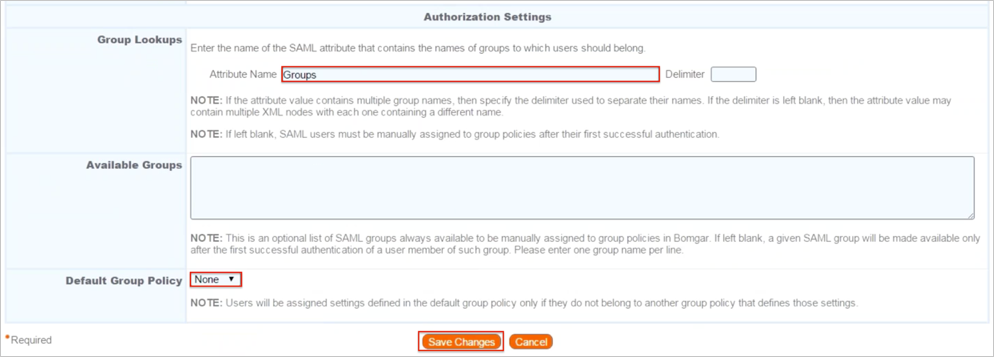 Authorization Settings
Group Lookups
Enter the name of the SAML attribute that contains the names of groups to which users should belong.
Attribute Name Groups Delimiter
NOTE: If the attribute value contains multiple group names, then specify the delimiter used to separate their names. If the delimiter is left blank, then the attribute value may
contain multiple XML nodes with each one containing a different name.
NOTE: If left blank, SAML users must be manually assigned to group policies after their first successful authentication.
Available Groups
NOTE: This is an optional list of SAML groups always available to be manually assigned to group policies in Bomgar. If left blank, a given SAML group will be made available only
after the first successful authentication of a user member of such group. Please enter one group name per line.
Default Group Policy None ▼
NOTE: Users will be assigned settings defined in the default group policy only if they do not belong to another group policy that defines those settings.
*Required Save Changes Cancel